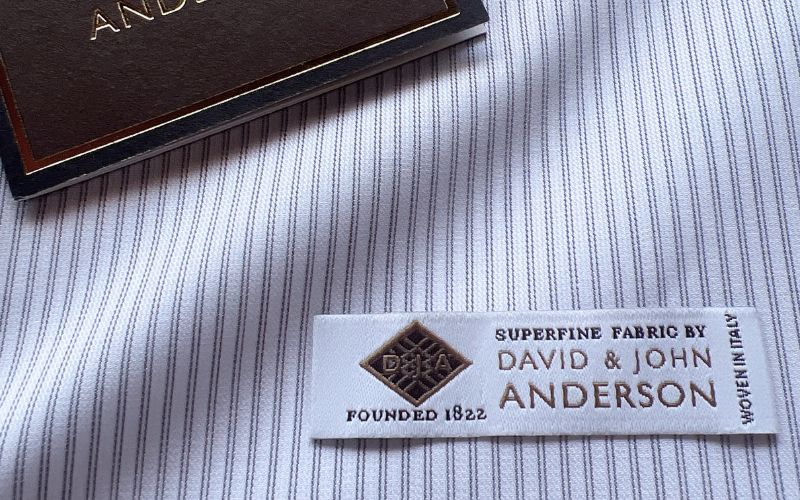 D J A
FOUNDED 1822
SUPERFINE FABRIC BY
DAVID & JOHN
ANDERSON
WOVEN IN ITALY